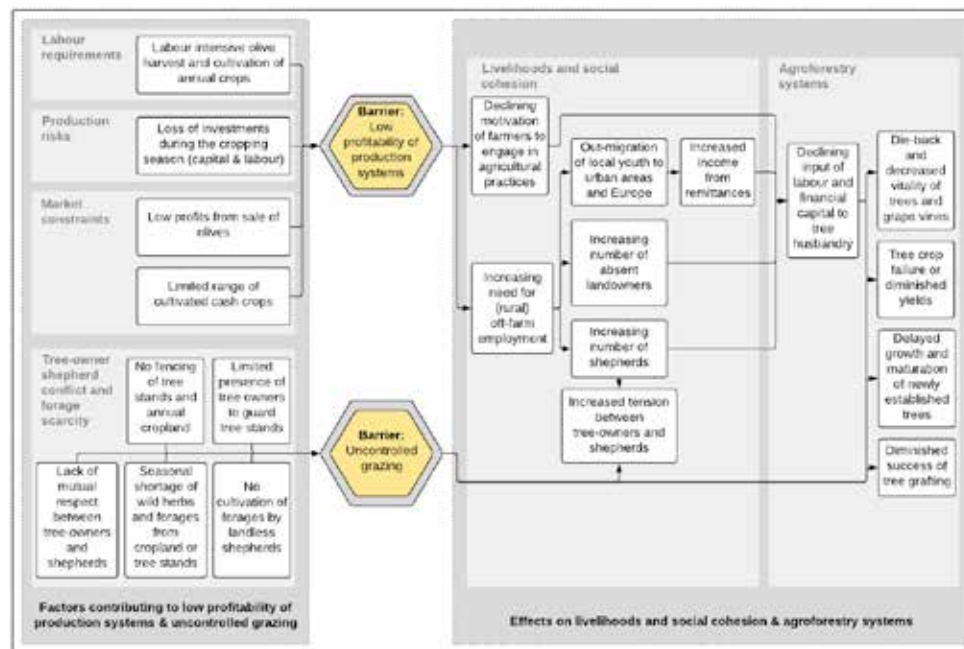 Labour
requirements
Labour intensive olive
harvest and cultivation of
annual crops
Production
risks
Loss of investments
during the cropping
season (capital & labour)
Market
constraints
Low profits from sale of
olives
Limited range of
cultivated cash crops
Tree-owner
shepherd
conflict and
forage
scarcity
No fencing
of tree
stands and
annual
cropland
Limited
presence of
tree owners
to guard
tree stands
Lack of
mutual
respect
between
tree-owners
and
shepherds
Seasonal
shortage of
wild herbs
and forages
from
cropland or
tree stands
No
cultivation of
forages by
landless
shepherds
Factors contributing to low profitability of
production systems & uncontrolled grazing
Barrier:
Low
profitability of
production
systems
Barrier:
Uncontrolled
grazing
Livelihoods and social
cohesion
Declining
motivation
of farmers to
engage in
agricultural
practices
Out-migration
of local youth to
urban areas
and Europe
Increased
income
from
remittances
Increasing
number of
absent
landowners
Increasing
need for
(rural)
off-farm
employment
Increasing
number of
shepherds
Increased tension
between
tree-owners and
shepherds
Agroforestry
systems
Declining
input of
labour and
financial
capital to
tree
husbandry
Die-back
and
decreased
vitality of
trees and
grape vines
Tree crop
failure or
diminished
yields
Delayed
growth and
maturation
of newly
established
trees
Diminished
success of
tree grafting
Effects on livelihoods and social cohesion & agroforestry systems